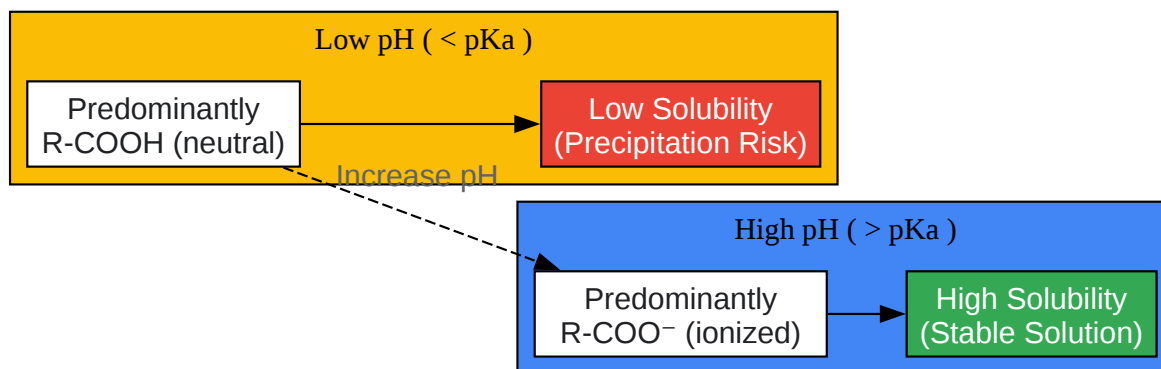 Low pH ( < pKa )
Predominantly
R-COOH (neutral)
Low Solubility
(Precipitation Risk)
Increase pH
High pH ( > pKa )
Predominantly
R-COO⁻ (ionized)
High Solubility
(Stable Solution)